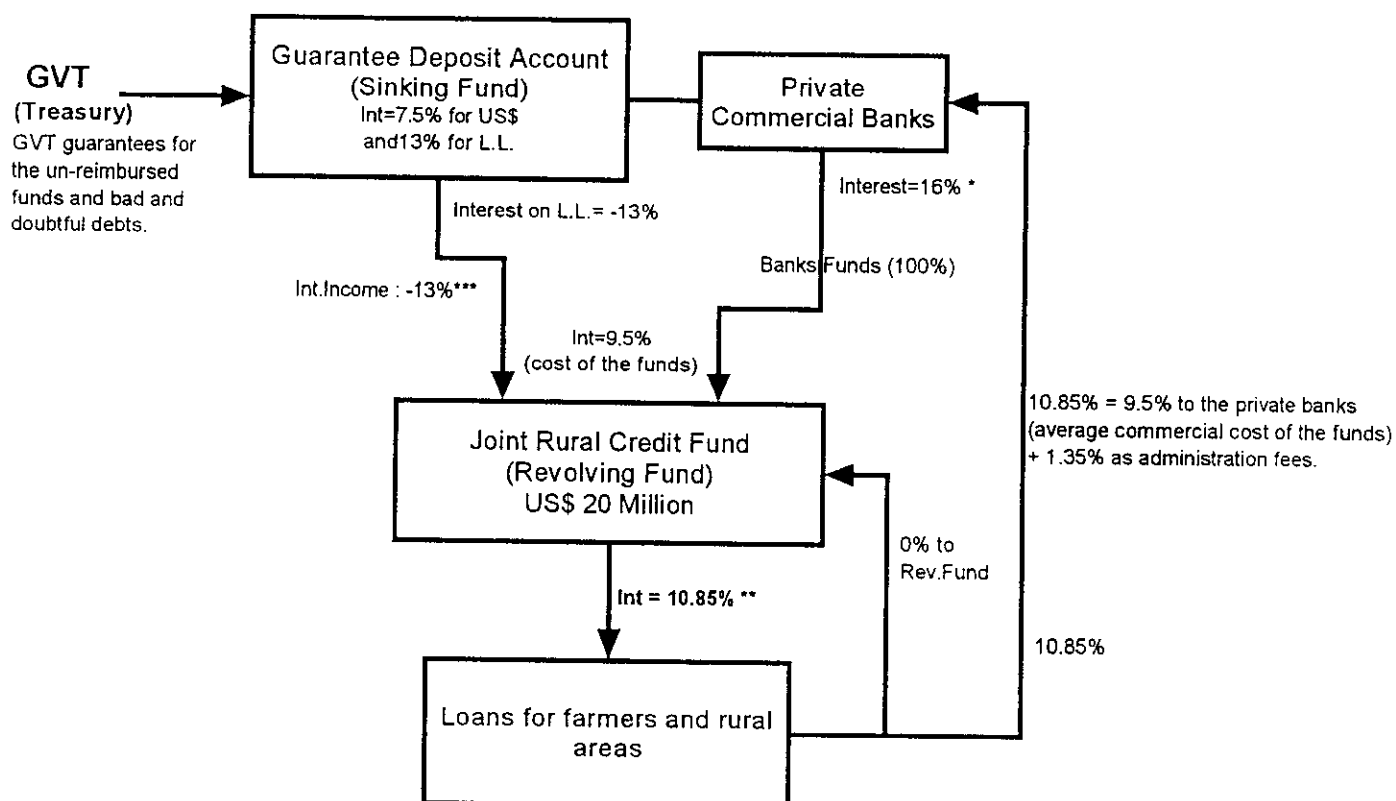 GVT
(Treasury)
GVT guarantees for
the un-reimbursed
funds and bad and
doubtful debts.
Guarantee Deposit Account
(Sinking Fund)
Int=7.5% for US$
and13% for L.L.
Private
Commercial Banks
Interest on L.L.= -13%
Interest=16% *
Banks Funds (100%)
Int.Income : -13%***
Int=9.5%
(cost of the funds)
Joint Rural Credit Fund
(Revolving Fund)
US$ 20 Million
10.85% = 9.5% to the private banks
(average commercial cost of the funds)
+ 1.35% as administration fees.
0% to
Rev.Fund
Int = 10.85% **
10.85%
Loans for farmers and rural
areas